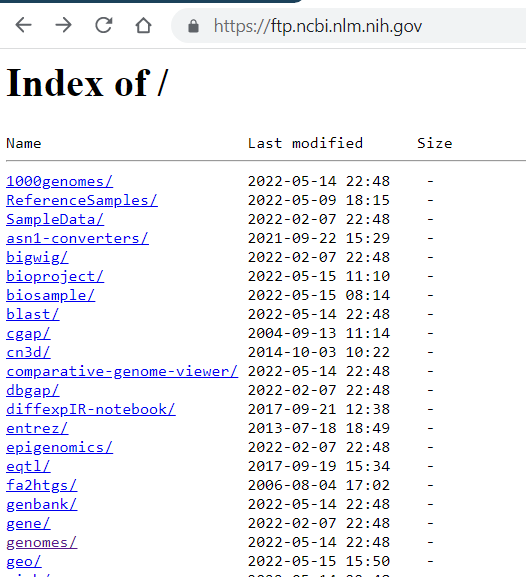 https://ftp.ncbi.nlm.nih.gov
Index of /
Name Last modified Size
1000genomes/ 2022-05-14 22:48 -
ReferenceSamples/ 2022-05-09 18:15 -
SampleData/ 2022-02-07 22:48 -
asn1-converters/ 2021-09-22 15:29 -
bigwig/ 2022-02-07 22:48 -
bioproject/ 2022-05-15 11:10 -
biosample/ 2022-05-15 08:14 -
blast/ 2022-05-14 22:48 -
cgap/ 2004-09-13 11:14 -
cn3d/ 2014-10-03 10:22 -
comparative-genome-viewer/ 2022-05-14 22:48 -
dbgap/ 2022-02-07 22:48 -
diffexpIR-notebook/ 2017-09-21 12:38 -
entrez/ 2013-07-18 18:49 -
epigenomics/ 2022-02-07 22:48 -
eqtl/ 2017-09-19 15:34 -
fa2htgs/ 2006-08-04 17:02 -
genbank/ 2022-05-14 22:48 -
gene/ 2022-02-07 22:48 -
genomes/ 2022-05-14 22:48 -
geo/ 2022-05-15 15:50 -